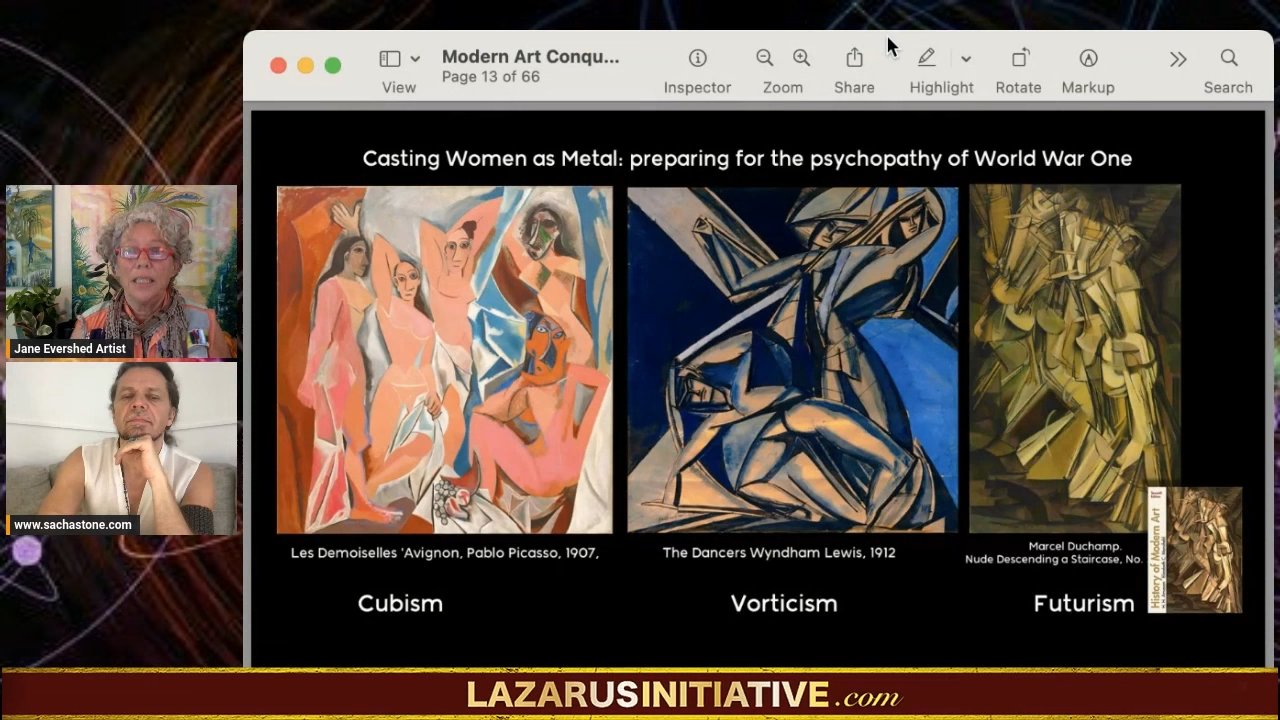 Modern Art Conqu...
Page 13 of 66
View
Inspector
Zoom
Share
Highlight
Rotate
Markup
Search
Casting Women as Metal: preparing for the psychopathy of World War One
Les Demoiselles 'Avignon, Pablo Picasso, 1907,
The Dancers Wyndham Lewis, 1912
Marcel Duchamp.
Nude Descending a Staircase, No.
History of Modern Art
Cubism
Vorticism
Futurism
Jane Evershed Artist
www.sachastone.com
LAZARUSINITIATIVE.com